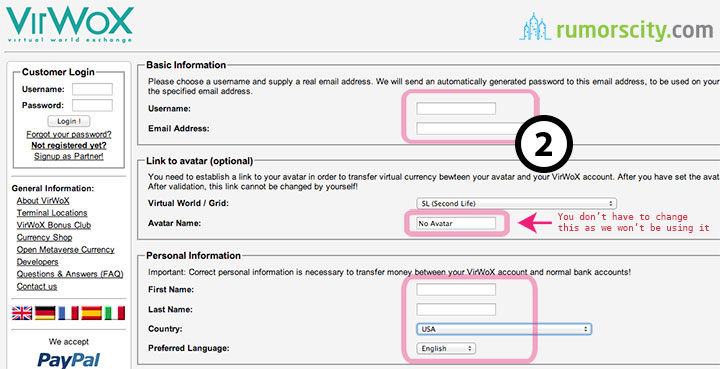 VirWoX
virtual world exchange
rumorscity.com
Customer Login
Username:
Password:
Login !
Forgot your password?
Not registered yet?
Signup as Partner!
General Information:
About VirWoX
Terminal Locations
VirWoX Bonus Club
Currency Shop
Open Metaverse Currency
Developers
Questions & Answers (FAQ)
Contact us
We accept
PayPal
Basic Information
Please choose a username and supply a real email address. We will send an automatically generated password to this email address, to be used on your
the specified email address.
Username:
Email Address:
2
Link to avatar (optional)
You need to establish a link to your avatar in order to transfer virtual currency bewteen your avatar and your VirWoX account. After you have set the avata
After validation, this link cannot be changed by yourself!
Virtual World / Grid: SL (Second Life)
Avatar Name: No Avatar
You don't have to change
this as we won't be using it
Personal Information
Important: Correct personal information is necessary to transfer money between your VirWoX account and normal bank accounts!
First Name:
Last Name:
Country: USA
Preferred Language: English